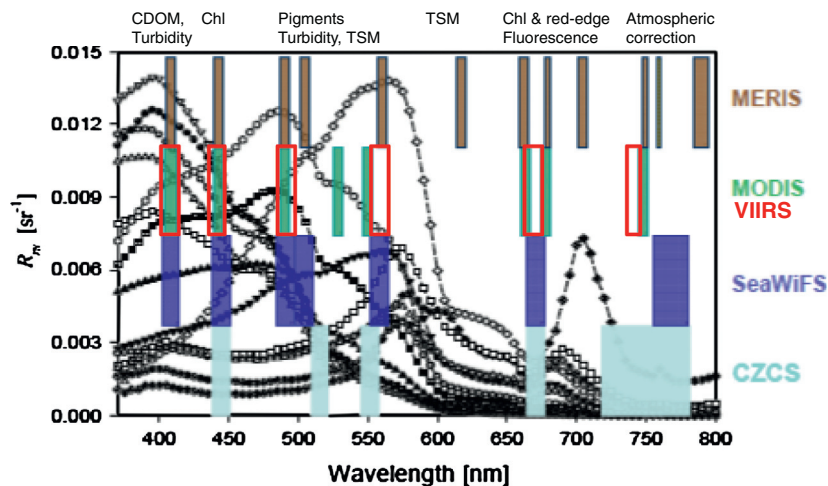 CDOM, Chl Pigments TSM Chl & red-edge Atmospheric
Turbidity Turbidity, TSM Fluorescence correction
0.015
MERIS
0.012
MODIS
0.009
VIIRS
R_rs [sr⁻¹]
0.006
SeaWiFS
0.003
CZCS
0.000
400 450 500 550 600 650 700 750 800
Wavelength [nm]